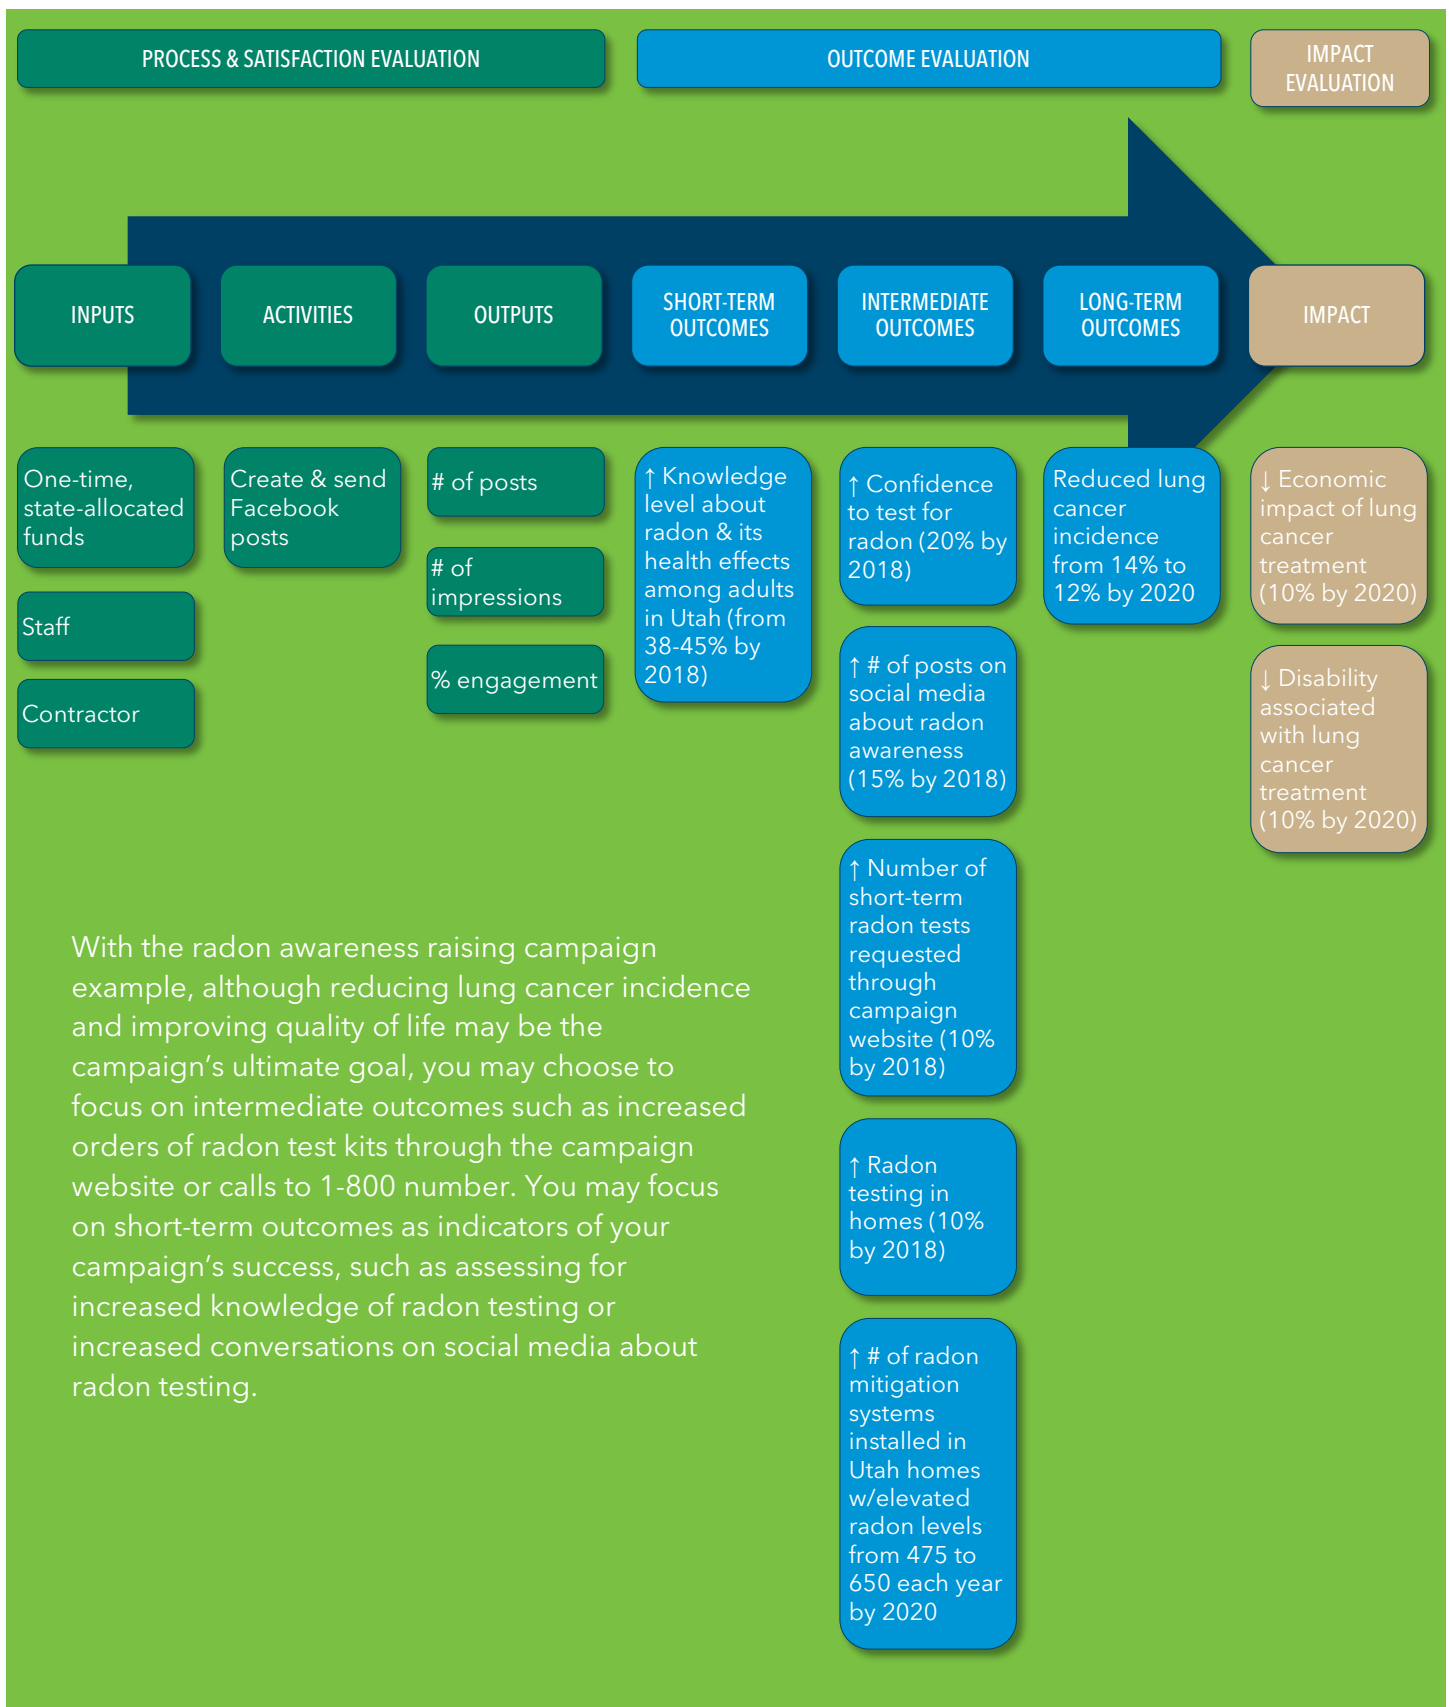 PROCESS & SATISFACTION EVALUATION
OUTCOME EVALUATION
IMPACT
EVALUATION
INPUTS
ACTIVITIES
OUTPUTS
SHORT-TERM
OUTCOMES
INTERMEDIATE
OUTCOMES
LONG-TERM
OUTCOMES
IMPACT
One-time,
state-allocated
funds
Staff
Contractor
Create & send
Facebook
posts
# of posts
# of
impressions
% engagement
↑ Knowledge
level about
radon & its
health effects
among adults
in Utah (from
38-45% by
2018)
↑ Confidence
to test for
radon (20% by
2018)
↑ # of posts on
social media
about radon
awareness
(15% by 2018)
↑ Number of
short-term
radon tests
requested
through
campaign
website (10%
by 2018)
↑ Radon
testing in
homes (10%
by 2018)
↑ # of radon
mitigation
systems
installed in
Utah homes
w/elevated
radon levels
from 475 to
650 each year
by 2020
Reduced lung
cancer
incidence
from 14% to
12% by 2020
↓ Economic
impact of lung
cancer
treatment
(10% by 2020)
↓ Disability
associated
with lung
cancer
treatment
(10% by 2020)
With the radon awareness raising campaign
example, although reducing lung cancer incidence
and improving quality of life may be the
campaign’s ultimate goal, you may choose to
focus on intermediate outcomes such as increased
orders of radon test kits through the campaign
website or calls to 1-800 number. You may focus
on short-term outcomes as indicators of your
campaign’s success, such as assessing for
increased knowledge of radon testing or
increased conversations on social media about
radon testing.